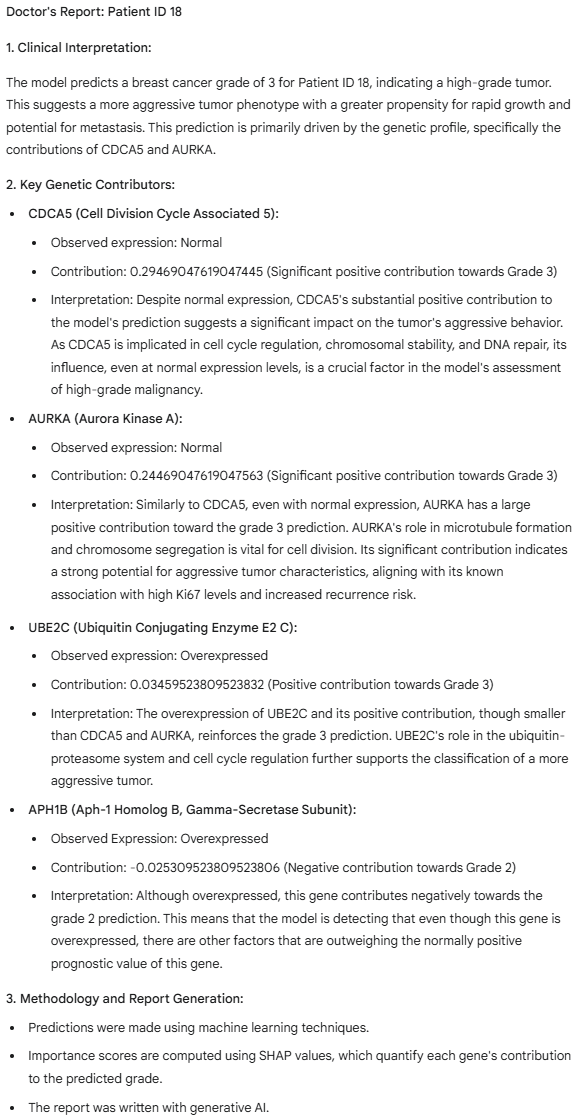 Doctor's Report: Patient ID 18
1. Clinical Interpretation:
The model predicts a breast cancer grade of 3 for Patient ID 18, indicating a high-grade tumor.
This suggests a more aggressive tumor phenotype with a greater propensity for rapid growth and
potential for metastasis. This prediction is primarily driven by the genetic profile, specifically the
contributions of CDCA5 and AURKA.
2. Key Genetic Contributors:
• CDCA5 (Cell Division Cycle Associated 5):
• Observed expression: Normal
• Contribution: 0.29469047619047445 (Significant positive contribution towards Grade 3)
• Interpretation: Despite normal expression, CDCA5's substantial positive contribution to
the model's prediction suggests a significant impact on the tumor's aggressive behavior.
As CDCA5 is implicated in cell cycle regulation, chromosomal stability, and DNA repair, its
influence, even at normal expression levels, is a crucial factor in the model's assessment
of high-grade malignancy.
• AURKA (Aurora Kinase A):
• Observed expression: Normal
• Contribution: 0.24469047619047563 (Significant positive contribution towards Grade 3)
• Interpretation: Similarly to CDCA5, even with normal expression, AURKA has a large
positive contribution toward the grade 3 prediction. AURKA's role in microtubule formation
and chromosome segregation is vital for cell division. Its significant contribution indicates
a strong potential for aggressive tumor characteristics, aligning with its known
association with high Ki67 levels and increased recurrence risk.
• UBE2C (Ubiquitin Conjugating Enzyme E2 C):
• Observed expression: Overexpressed
• Contribution: 0.03459523809523832 (Positive contribution towards Grade 3)
• Interpretation: The overexpression of UBE2C and its positive contribution, though smaller
than CDCA5 and AURKA, reinforces the grade 3 prediction. UBE2C's role in the ubiquitin-
proteasome system and cell cycle regulation further supports the classification of a more
aggressive tumor.
• APH1B (Aph-1 Homolog B, Gamma-Secretase Subunit):
• Observed Expression: Overexpressed
• Contribution: -0.025309523809523806 (Negative contribution towards Grade 2)
• Interpretation: Although overexpressed, this gene contributes negatively towards the
grade 2 prediction. This means that the model is detecting that even though this gene is
overexpressed, there are other factors that are outweighing the normally positive
prognostic value of this gene.
3. Methodology and Report Generation:
• Predictions were made using machine learning techniques.
• Importance scores are computed using SHAP values, which quantify each gene's contribution
to the predicted grade.
• The report was written with generative AI.